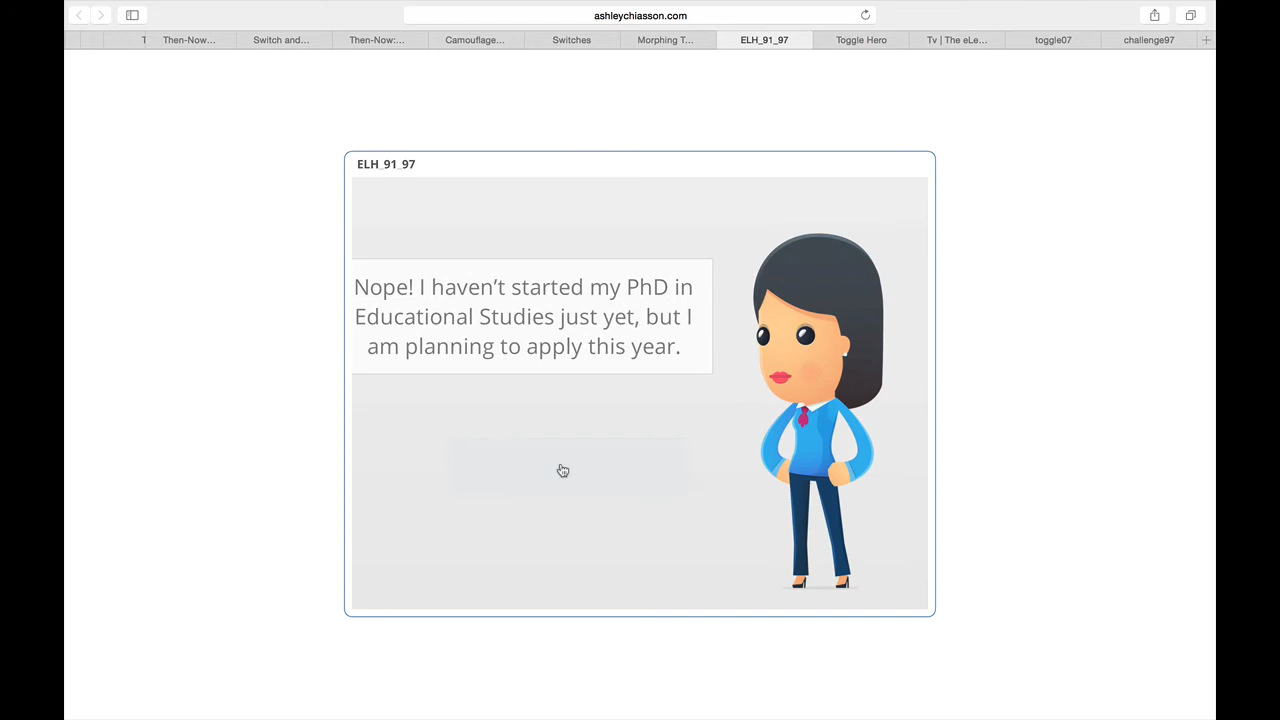 ashleychiasson.com
Then-Now...
Switch and...
Then-Now:...
Camouflage...
Switches
Morphing T...
ELH_91_97
Toggle Hero
Tv | The eLe...
toggle07
challenge97
ELH_91_97
Nope! I haven't started my PhD in
Educational Studies just yet, but I
am planning to apply this year.